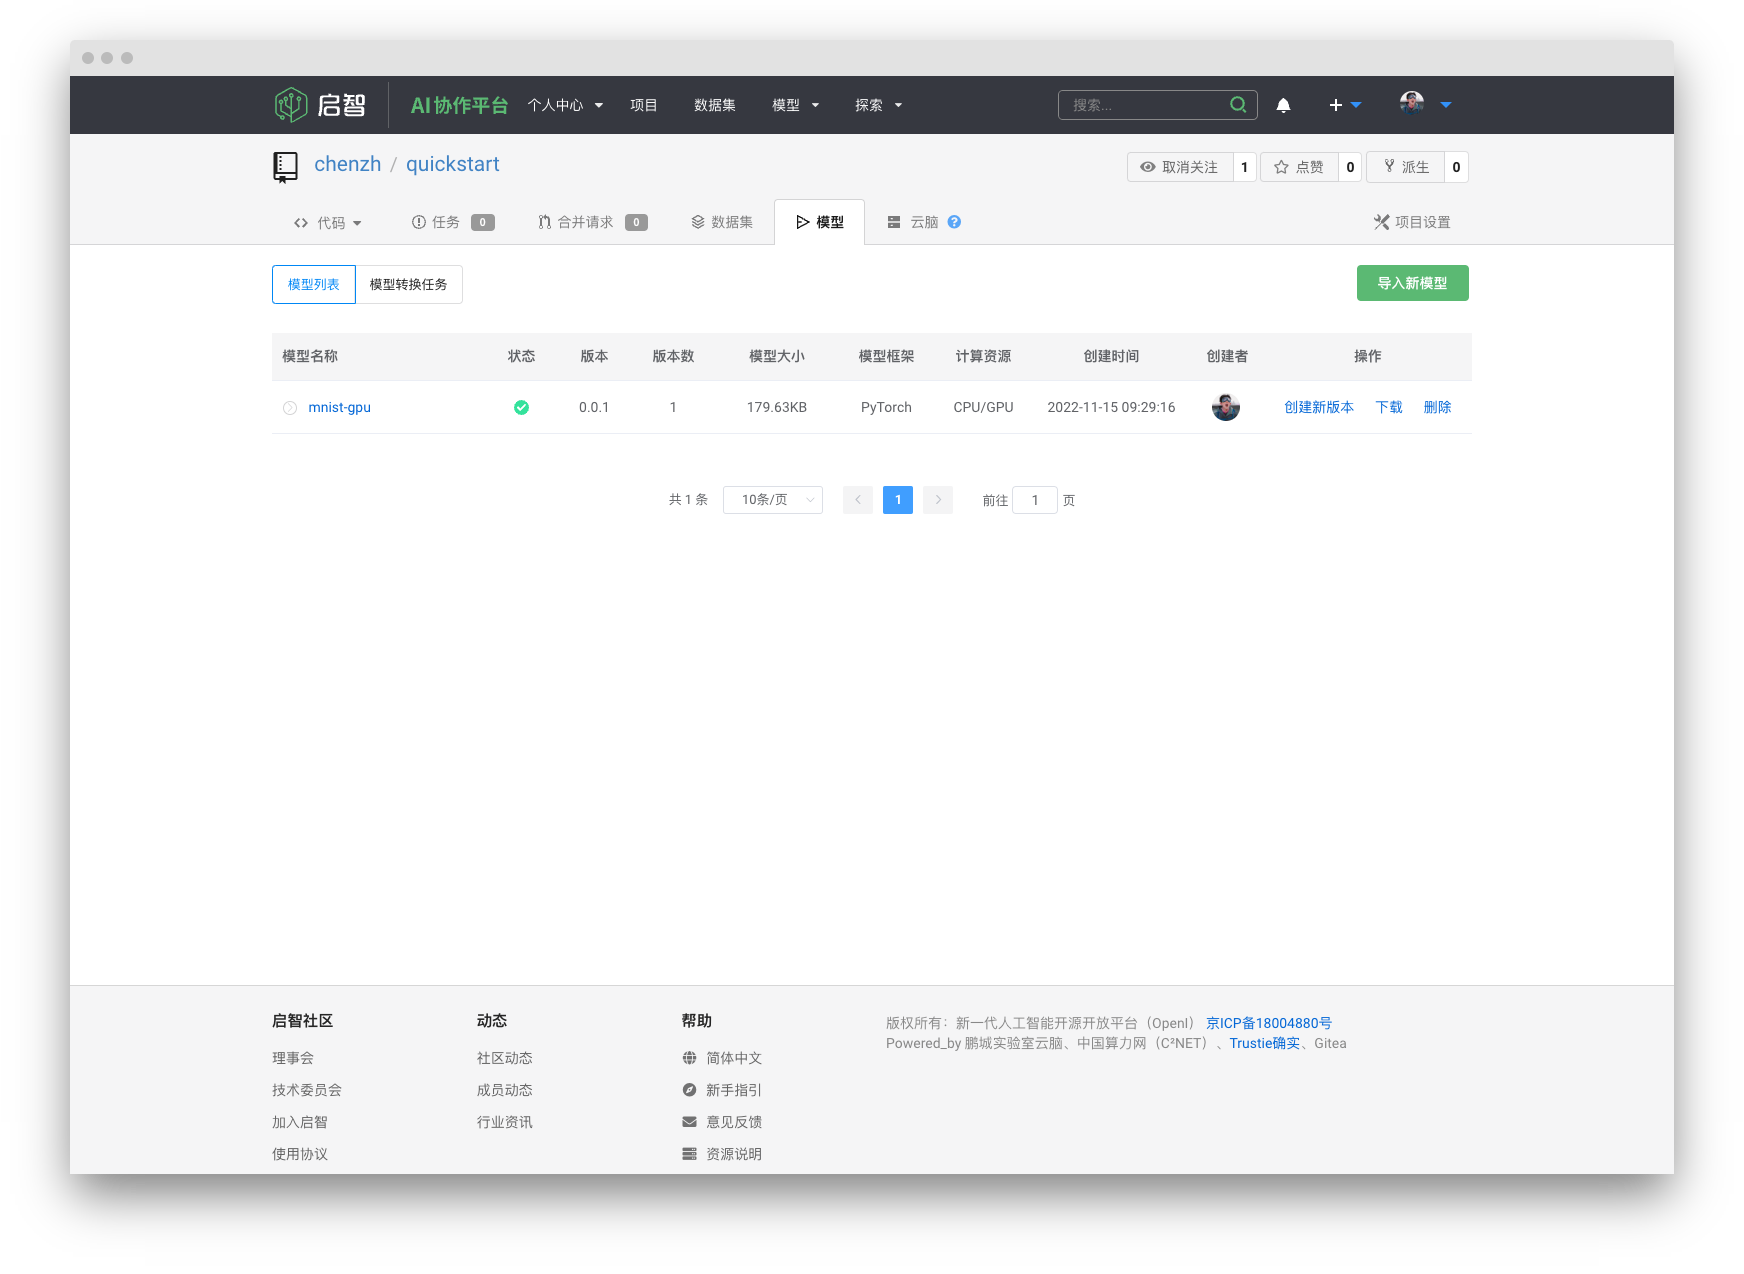 启智 AI协作平台 个人中心 项目 数据集 模型 探索 搜索...
chenzh / quickstart 取消关注 1 点赞 0 派生 0
代码 任务 0 合并请求 0 数据集 模型 云脑 ? 项目设置
模型列表 模型转换任务 导入新模型
模型名称 状态 版本 版本数 模型大小 模型框架 计算资源 创建时间 创建者 操作
mnist-gpu 0.0.1 1 179.63KB PyTorch CPU/GPU 2022-11-15 09:29:16 创建新版本 下载 删除
共 1 条 10条/页 1 前往 1 页
启智社区 动态 帮助
版权所有：新一代人工智能开源开放平台（OpenI） 京ICP备18004880号
Powered_by 鹏城实验室云脑、中国算力网（C²NET）、Trustie确实、Gitea
理事会 社区动态 简体中文
技术委员会 成员动态 新手指引
加入启智 行业资讯 意见反馈
使用协议 资源说明